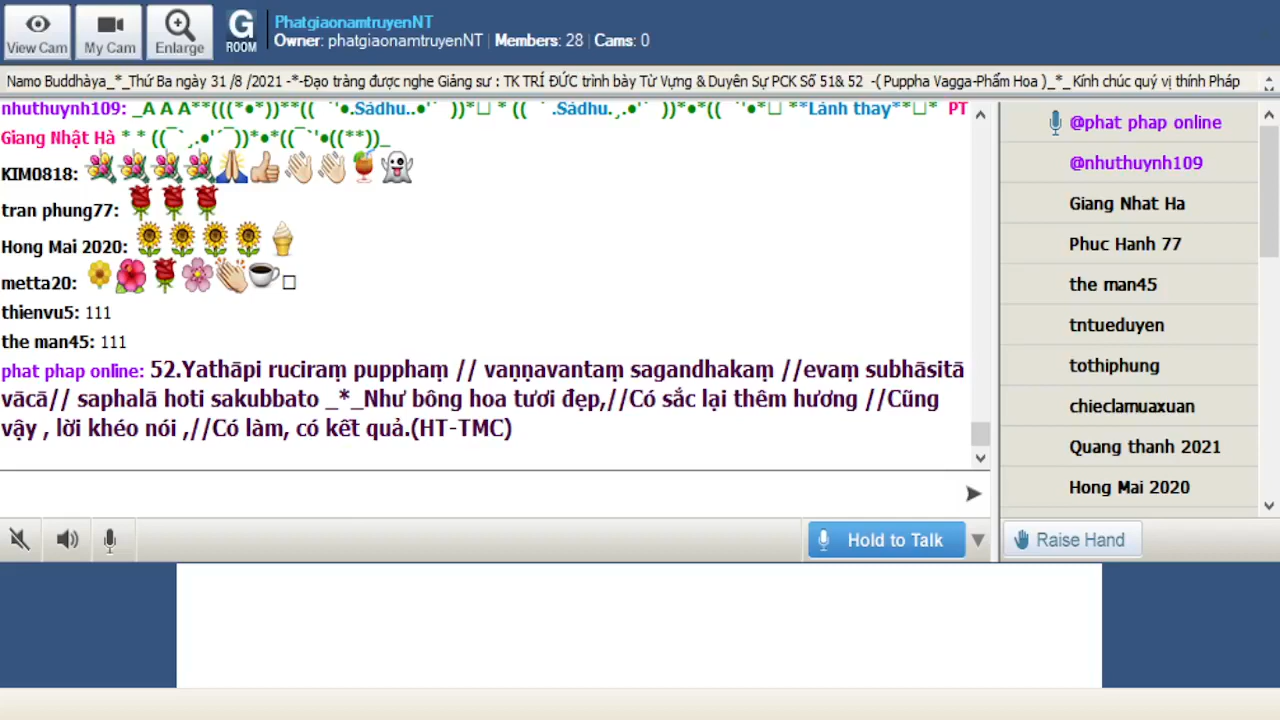 PhatgiaonamtruyenNT
Owner: phatgiaonamtruyenNT | Members: 28 | Cams: 0
View Cam
My Cam
Enlarge
G
ROOM
Namo Buddhàya_*_Thứ Ba ngày 31 /8 /2021 -*-Đạo tràng được nghe Giảng sư : TK TRÍ ĐỨC trình bày Từ Vựng & Duyên Sự PCK Số 51& 52 -( Puppha Vagga-Phẩm Hoa )_*_Kính chúc quý vị thính Pháp
nhuthuynh109: _A A A**(((*●*))**(( ¯`'●.Sādhu..●'´¯))*□ * ((¯`.Sādhu.¸.●'´¯))*●*((¯`'●*□ **Lành thay**□* PT
Giang Nhật Hà * * ((¯`¸.●'´¯))*●*((¯`'●((**))_
KIM0818:
tran phung77:
Hong Mai 2020:
metta20:
thienvu5: 111
the man45: 111
phat phap online: 52.Yathāpi ruciraṃ pupphaṃ // vaṇṇavantaṃ sagandhakaṃ //evaṃ subhāsitā
vācā// saphalā hoti sakubbato _*_Như bông hoa tươi đẹp,//Có sắc lại thêm hương //Cũng
vậy , lời khéo nói ,//Có làm, có kết quả.(HT-TMC)
@phat phap online
@nhuthuynh109
Giang Nhat Ha
Phuc Hanh 77
the man45
tntueduyen
tothiphung
chieclamuaxuan
Quang thanh 2021
Hong Mai 2020
Hold to Talk
Raise Hand